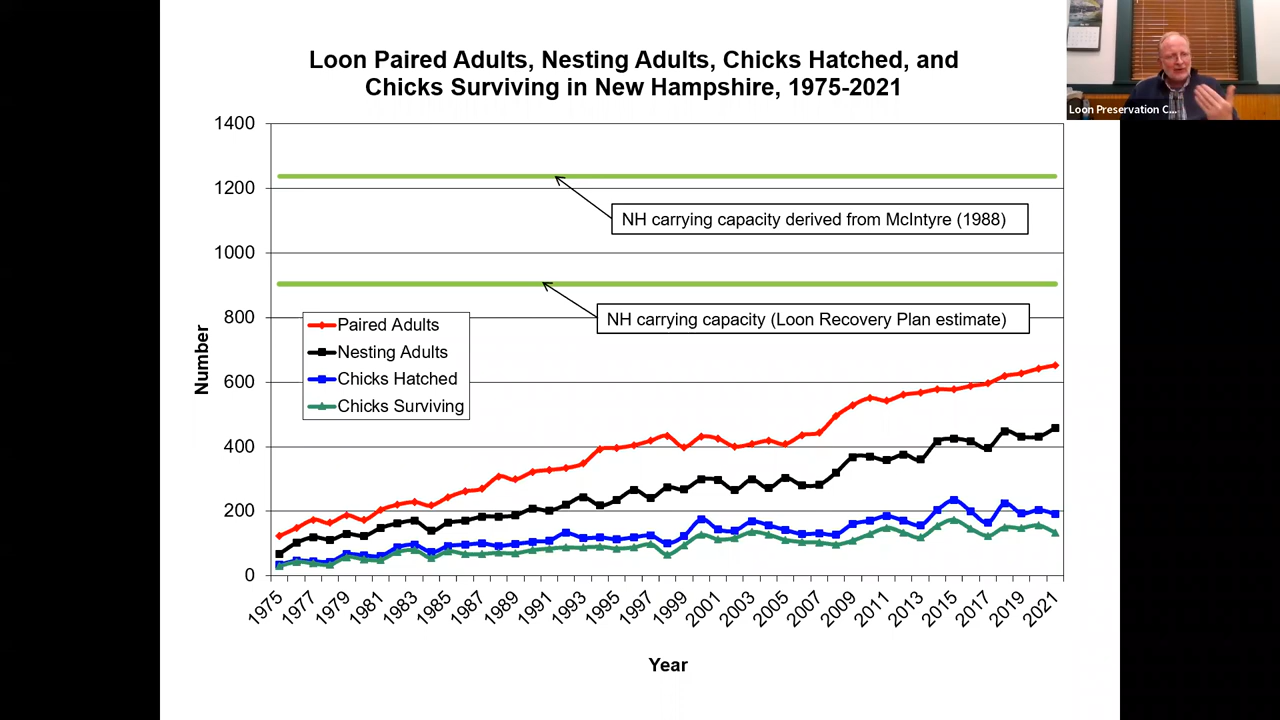 Loon Paired Adults, Nesting Adults, Chicks Hatched, and
Chicks Surviving in New Hampshire, 1975-2021
Loon Preservation C...
1400
1200
1000
800
600
400
200
0
Number
NH carrying capacity derived from McIntyre (1988)
NH carrying capacity (Loon Recovery Plan estimate)
Paired Adults
Nesting Adults
Chicks Hatched
Chicks Surviving
1975
1977
1979
1981
1983
1985
1987
1989
1991
1993
1995
1997
1999
2001
2003
2005
2007
2009
2011
2013
2015
2017
2019
2021
Year